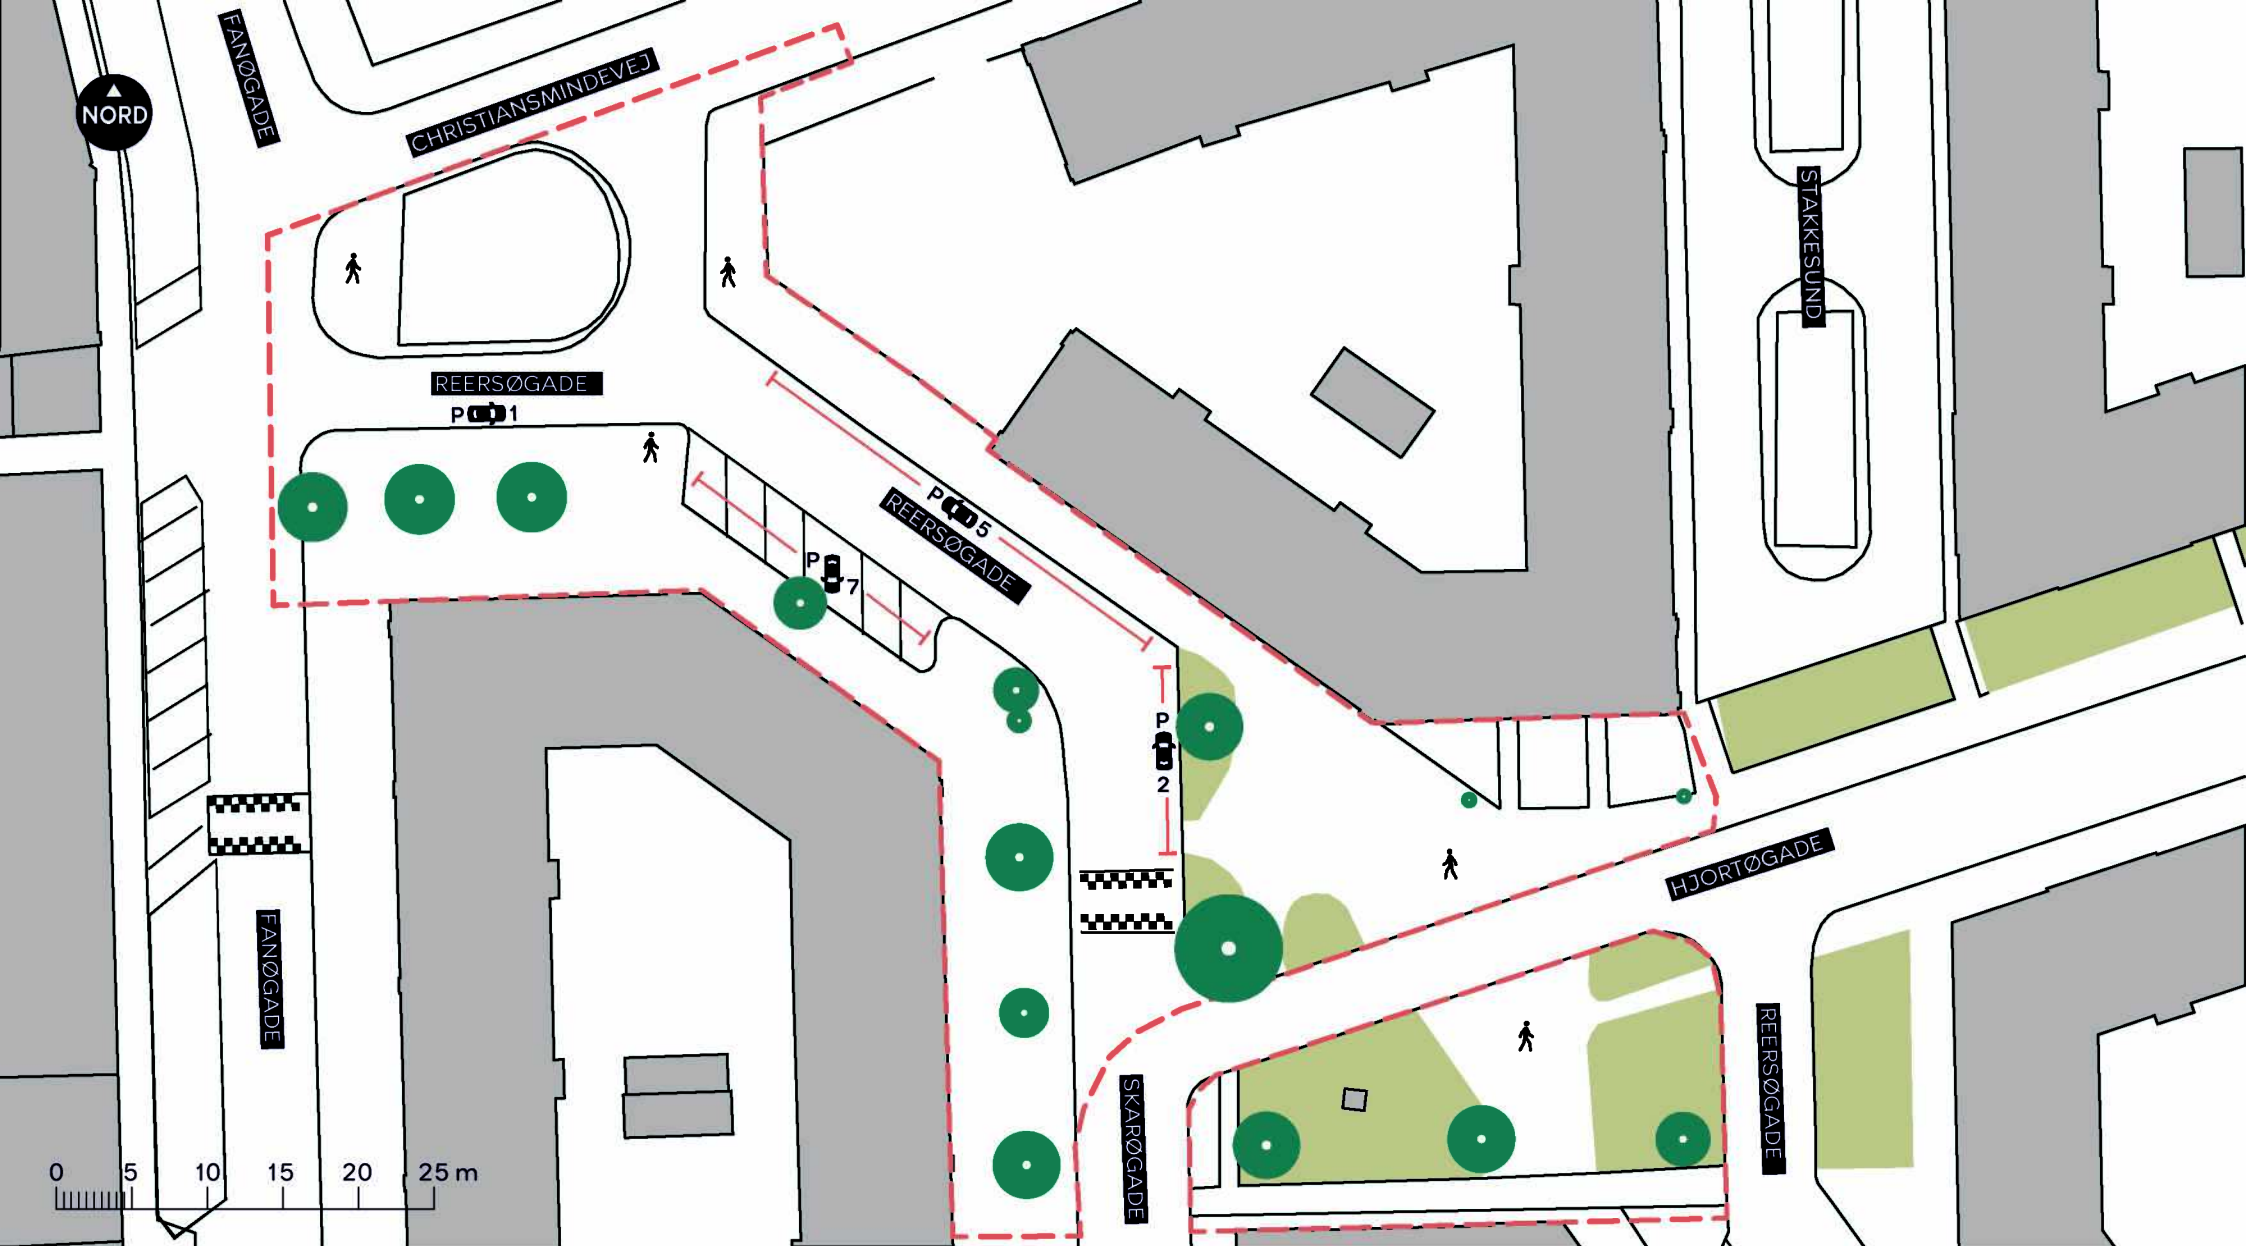 FANØGADE
NORD
CHRISTIANSMINDEVEJ
STAKKESUND
REERSØGADE
P 1
P 5
REERSØGADE
P 7
P 2
HJORTØGADE
FANØGADE
SKARØGADE
REERSØGADE
0 5 10 15 20 25 m